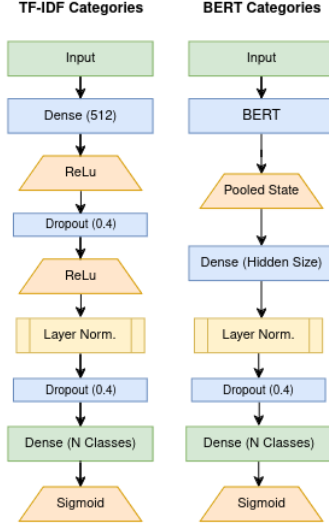 TF-IDF Categories
Input
Dense (512)
ReLu
Dropout (0.4)
ReLu
Layer Norm.
Dropout (0.4)
Dense (N Classes)
Sigmoid
BERT Categories
Input
BERT
Pooled State
Dense (Hidden Size)
Layer Norm.
Dropout (0.4)
Dense (N Classes)
Sigmoid